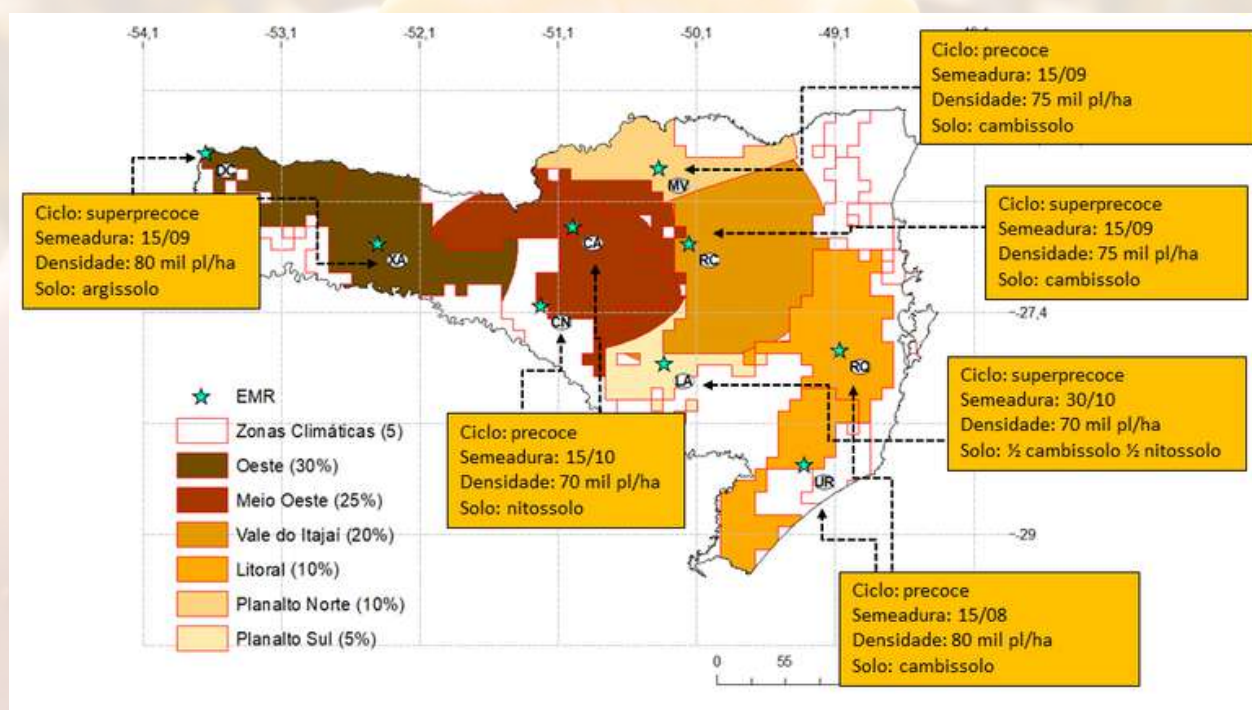 -54,1
-53,1
-52,1
-51,1
-50,1
-49,1
Ciclo: precoce
Semeadura: 15/09
Densidade: 75 mil pl/ha
Solo: cambissolo
DC
MV
Ciclo: superprecoce
Semeadura: 15/09
Densidade: 80 mil pl/ha
Solo: argissolo
XA
CA
RC
Ciclo: superprecoce
Semeadura: 15/09
Densidade: 75 mil pl/ha
Solo: cambissolo
-27,4
CN
LA
RQ
Ciclo: superprecoce
Semeadura: 30/10
Densidade: 70 mil pl/ha
Solo: ½ cambissolo ½ nitossolo
EMR
Zonas Climáticas (5)
Oeste (30%)
Meio Oeste (25%)
Vale do Itajaí (20%)
Litoral (10%)
Planalto Norte (10%)
Planalto Sul (5%)
Ciclo: precoce
Semeadura: 15/10
Densidade: 70 mil pl/ha
Solo: nitossolo
UR
-29
Ciclo: precoce
Semeadura: 15/08
Densidade: 80 mil pl/ha
Solo: cambissolo
0 55